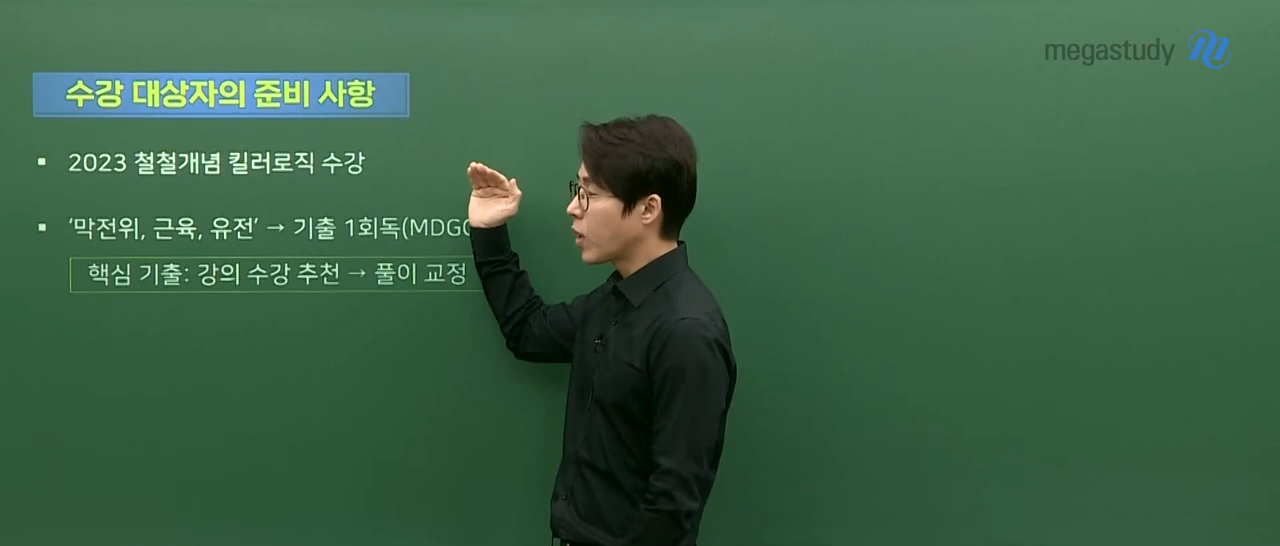 megastudy
수강 대상자의 준비 사항
▪ 2023 철철개념 킬러로직 수강
▪ ‘막전위, 근육, 유전’ → 기출 1회독(MDGC
핵심 기출: 강의 수강 추천 → 풀이 교정